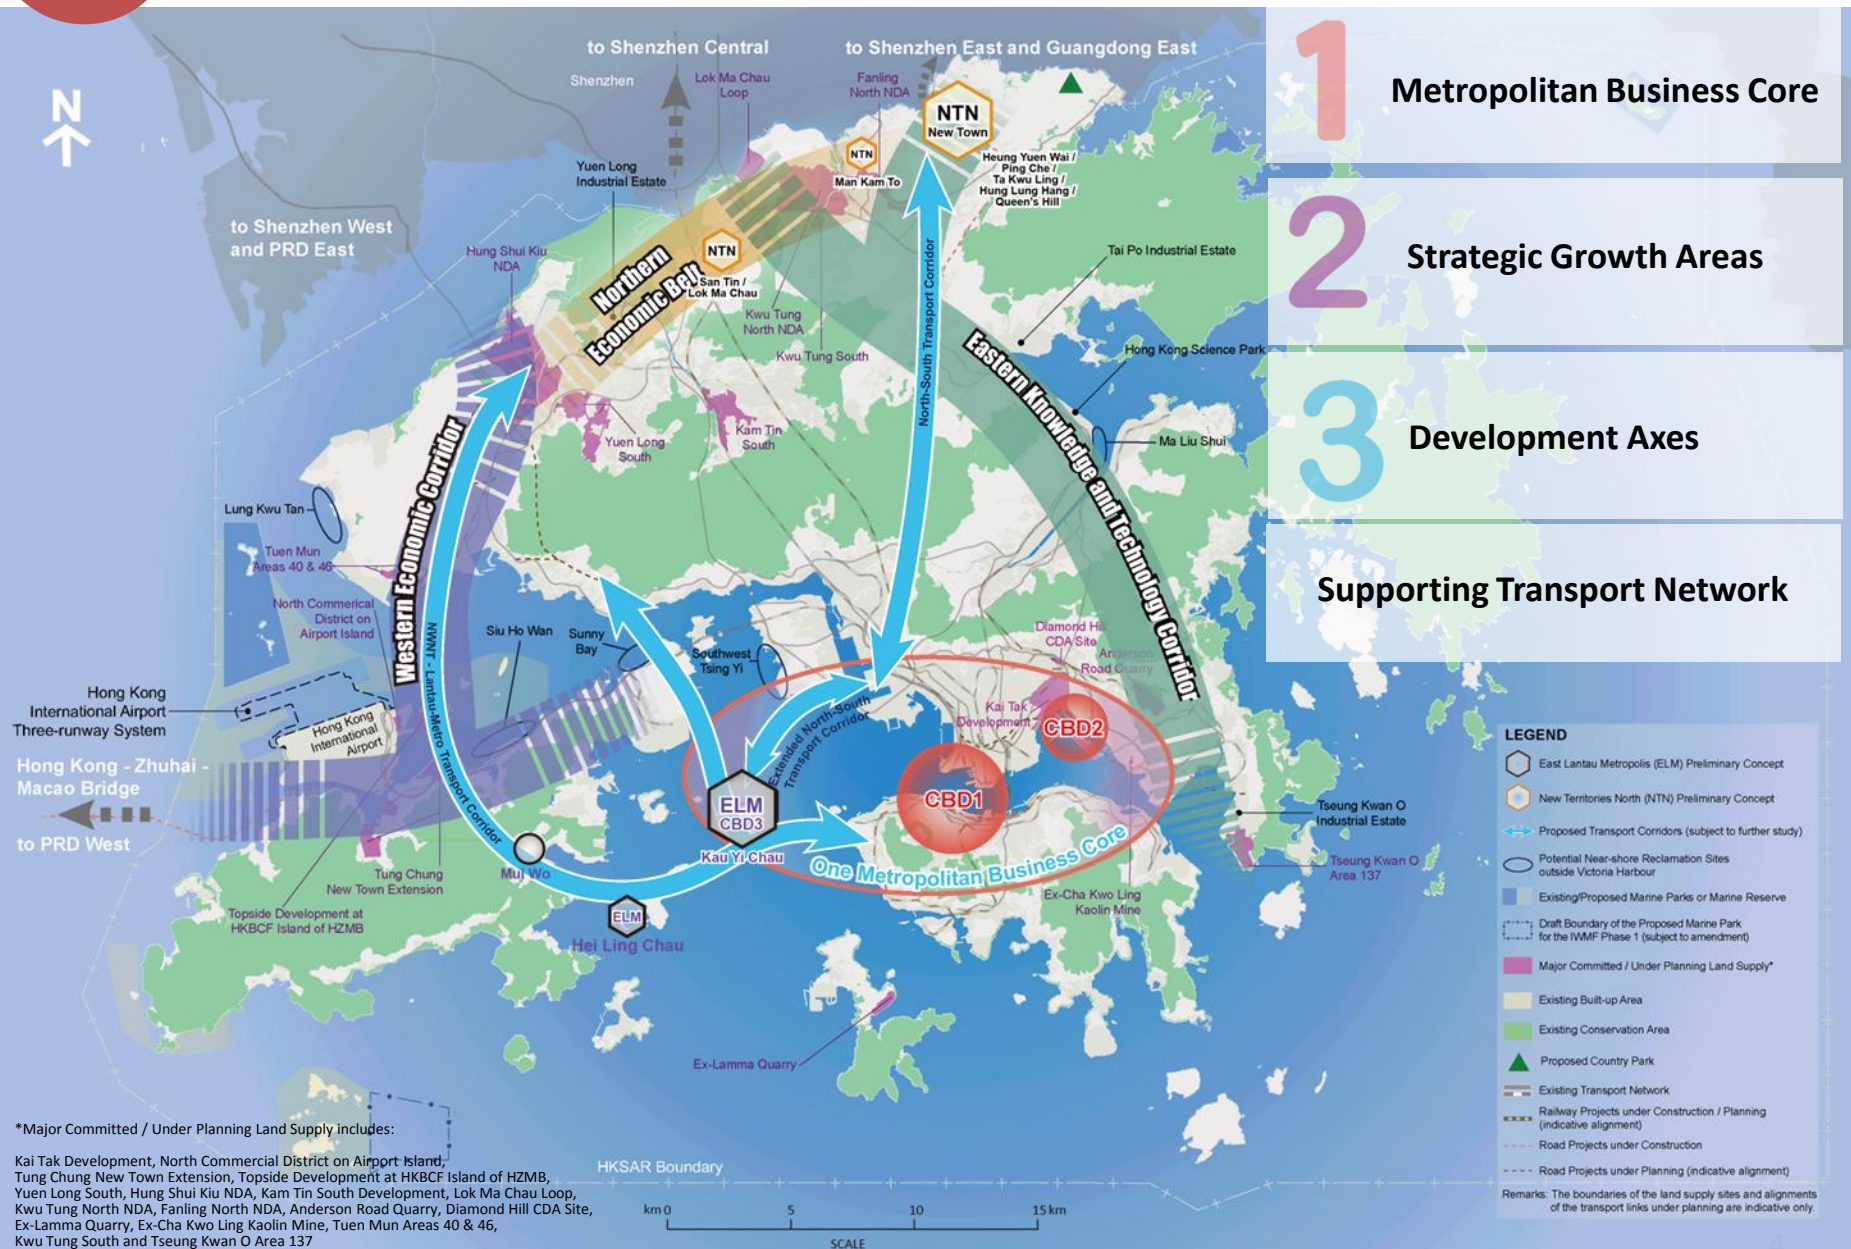 to Shenzhen Central
to Shenzhen East and Guangdong East
Shenzhen
Lok Ma Chau
Loop
Fanling
North NDA
N
NTN
New Town
1
Metropolitan Business Core
NTN
Man Kam To
Heung Yuen Wai /
Ping Che /
Ta Kwu Ling /
Hung Lung Hang /
Queen's Hill
Yuen Long
Industrial Estate
2
Strategic Growth Areas
to Shenzhen West
and PRD East
Hung Shui Kiu
NDA
NTN
San Tin /
Lok Ma Chau
Northern
Economic Belt
Tai Po Industrial Estate
North-South Transport Corridor
Kwu Tung
North NDA
Kwu Tung South
Hong Kong Science Park
Eastern Knowledge and Technology Corridor
3
Development Axes
Yuen Long
South
Kam Tin
South
Ma Liu Shui
Western Economic Corridor
Lung Kwu Tan
Tuen Mun
Areas 40 & 46
Supporting Transport Network
North Commerical
District on
Airport Island
NWNT - Lantau-Metro Transport Corridor
Siu Ho Wan
Sunny
Bay
Southwest
Tsing Yi
Diamond Hill
CDA Site
Anderson
Road Quarry
Hong Kong
International Airport
Three-runway System
Hong Kong
International
Airport
Extended North-South
Transport Corridor
Kai Tak
Development
CBD2
CBD1
ELM
CBD3
Kau Yi Chau
One Metropolitan Business Core
Hong Kong - Zhuhai -
Macao Bridge
to PRD West
Tseung Kwan O
Industrial Estate
Tseung Kwan O
Area 137
Mui Wo
Tung Chung
New Town Extension
Topside Development at
HKBCF Island of HZMB
ELM
Hei Ling Chau
Ex-Cha Kwo Ling
Kaolin Mine
Ex-Lamma Quarry
LEGEND
East Lantau Metropolis (ELM) Preliminary Concept
New Territories North (NTN) Preliminary Concept
Proposed Transport Corridors (subject to further study)
Potential Near-shore Reclamation Sites
outside Victoria Harbour
Existing/Proposed Marine Parks or Marine Reserve
Draft Boundary of the Proposed Marine Park
for the IWMF Phase 1 (subject to amendment)
Major Committed / Under Planning Land Supply*
Existing Built-up Area
Existing Conservation Area
Proposed Country Park
Existing Transport Network
Railway Projects under Construction / Planning
(indicative alignment)
Road Projects under Construction
Road Projects under Planning (indicative alignment)
Remarks: The boundaries of the land supply sites and alignments
of the transport links under planning are indicative only.
*Major Committed / Under Planning Land Supply includes:
Kai Tak Development, North Commercial District on Airport Island,
Tung Chung New Town Extension, Topside Development at HKBCF Island of HZMB,
Yuen Long South, Hung Shui Kiu NDA, Kam Tin South Development, Lok Ma Chau Loop,
Kwu Tung North NDA, Fanling North NDA, Anderson Road Quarry, Diamond Hill CDA Site,
Ex-Lamma Quarry, Ex-Cha Kwo Ling Kaolin Mine, Tuen Mun Areas 40 & 46,
Kwu Tung South and Tseung Kwan O Area 137
HKSAR Boundary
km 0 5 10 15 km
SCALE
4